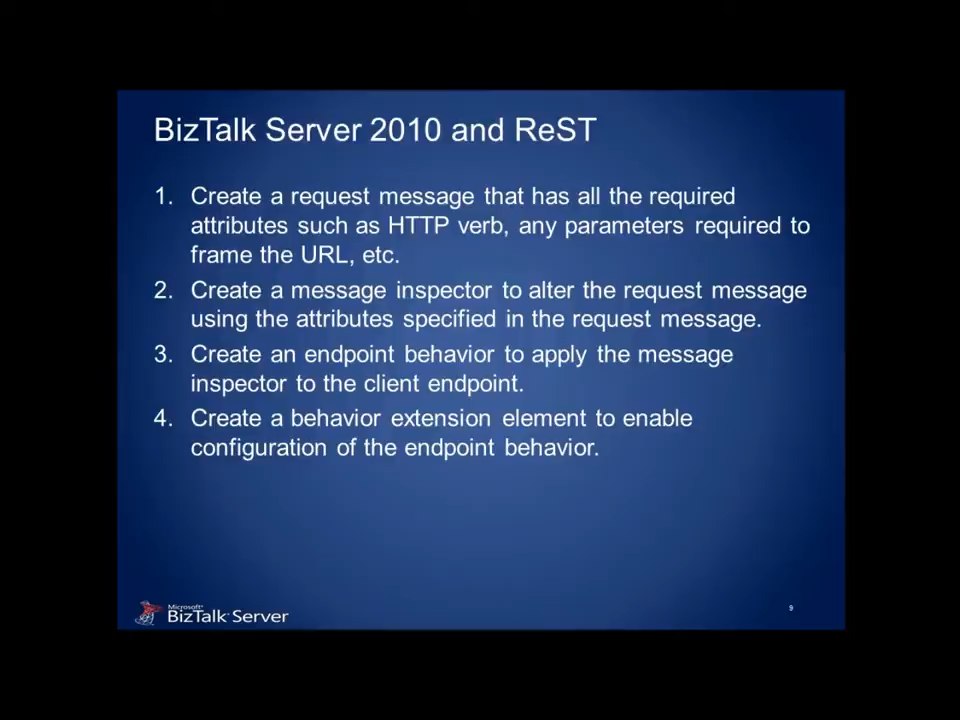 BizTalk Server 2010 and ReST
1. Create a request message that has all the required
attributes such as HTTP verb, any parameters required to
frame the URL, etc.
2. Create a message inspector to alter the request message
using the attributes specified in the request message.
3. Create an endpoint behavior to apply the message
inspector to the client endpoint.
4. Create a behavior extension element to enable
configuration of the endpoint behavior.
Microsoft®
BizTalk Server
9